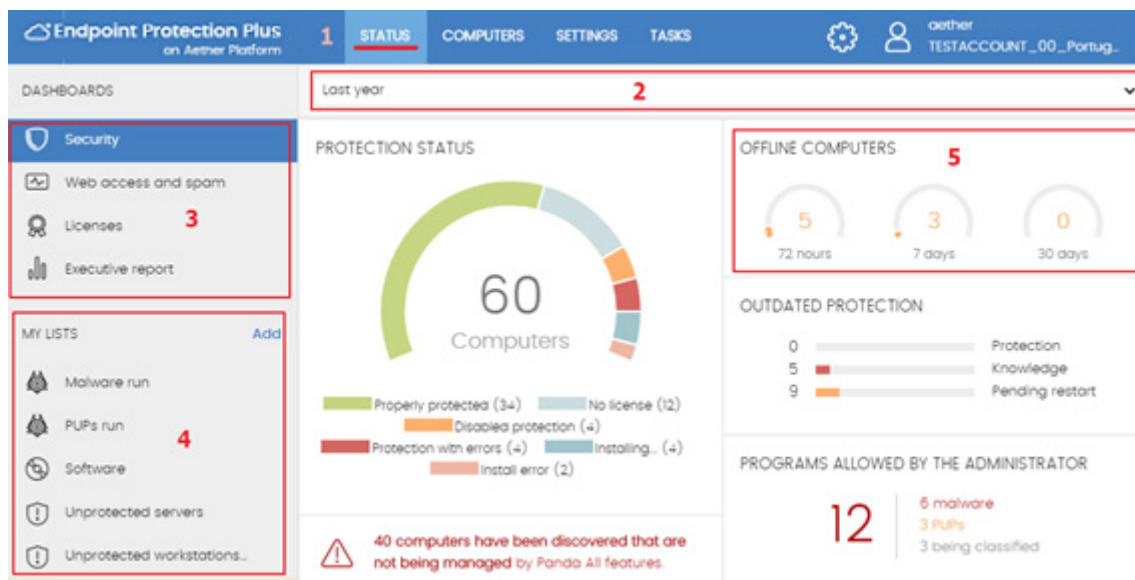 Endpoint Protection Plus
on Aether Platform
1 STATUS COMPUTERS SETTINGS TASKS
aether
TESTACCOUNT_00_Portug...
DASHBOARDS
Last year 2
Security
Web access and spam
3
Licenses
Executive report
MY LISTS Add
Malware run
PUPs run
4
Software
Unprotected servers
Unprotected workstations...
PROTECTION STATUS
60
Computers
Properly protected (34) No license (12)
Disabled protection (4)
Protection with errors (4) Installing... (4)
Install error (2)
40 computers have been discovered that are
not being managed by Panda All features.
OFFLINE COMPUTERS 5
5 3 0
72 hours 7 days 30 days
OUTDATED PROTECTION
0 Protection
5 Knowledge
9 Pending restart
PROGRAMS ALLOWED BY THE ADMINISTRATOR
12
6 malware
3 PUPs
3 being classified